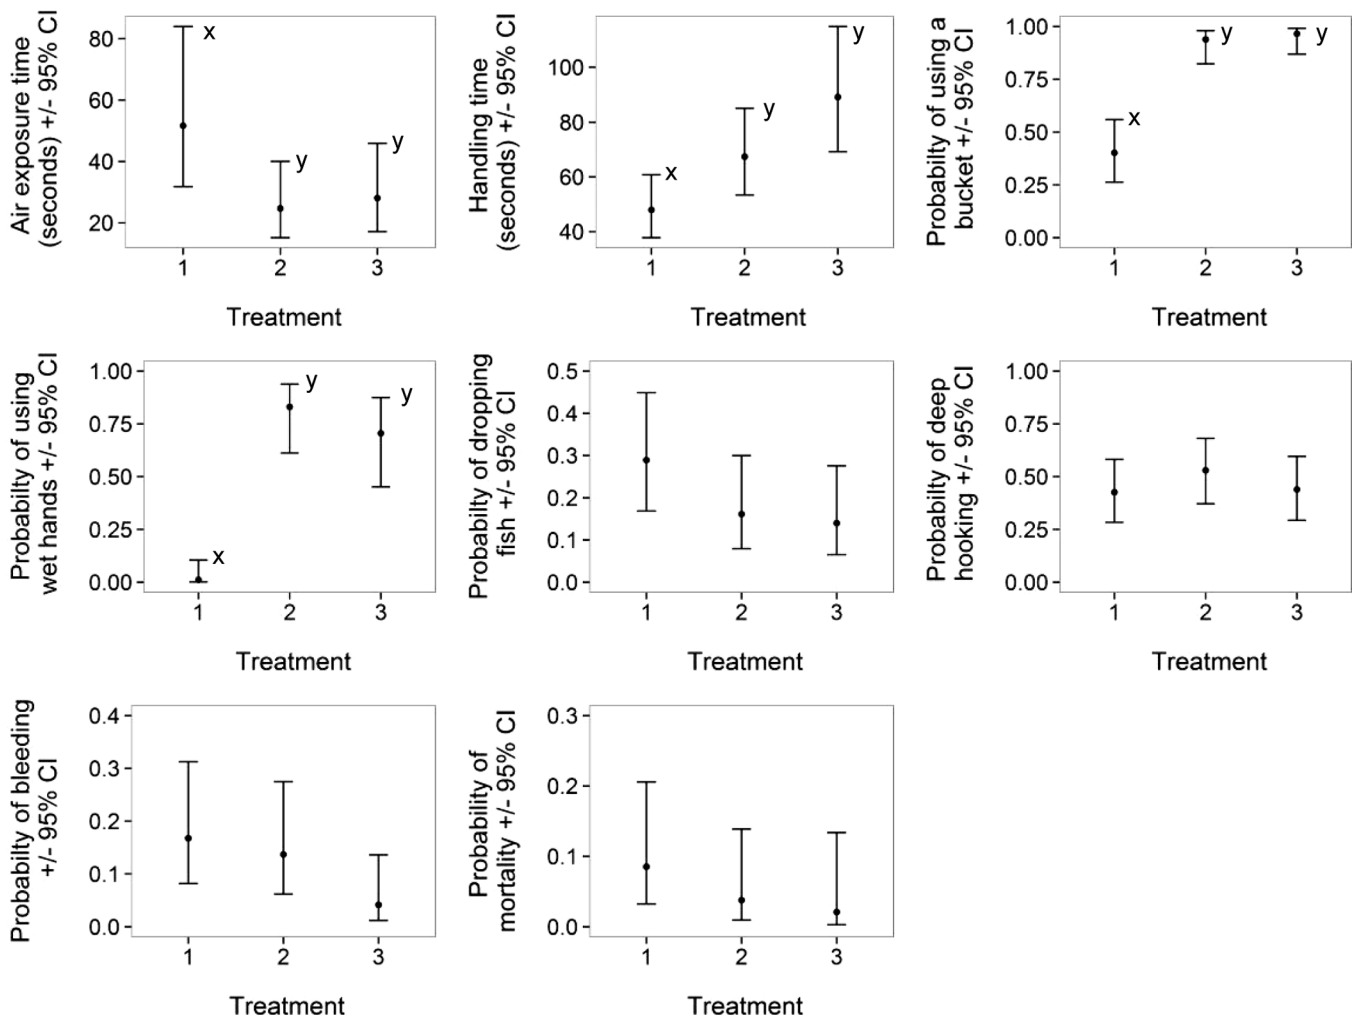 Air exposure time
(seconds) +/- 95% CI
80
60
40
20
x
y
y
1 2 3
Treatment
Handling time
(seconds) +/- 95% CI
100
80
60
40
x
y
y
1 2 3
Treatment
Probabilty of using a
bucket +/- 95% CI
1.00
0.75
0.50
0.25
0.00
x
y
y
1 2 3
Treatment
Probabilty of using
wet hands +/- 95% CI
1.00
0.75
0.50
0.25
0.00
x
y
y
1 2 3
Treatment
Probabilty of dropping
fish +/- 95% CI
0.5
0.4
0.3
0.2
0.1
0.0
1 2 3
Treatment
Probabilty of deep
hooking +/- 95% CI
1.00
0.75
0.50
0.25
0.00
1 2 3
Treatment
Probabilty of bleeding
+/- 95% CI
0.4
0.3
0.2
0.1
0.0
1 2 3
Treatment
Probability of
mortality +/- 95% CI
0.3
0.2
0.1
0.0
1 2 3
Treatment